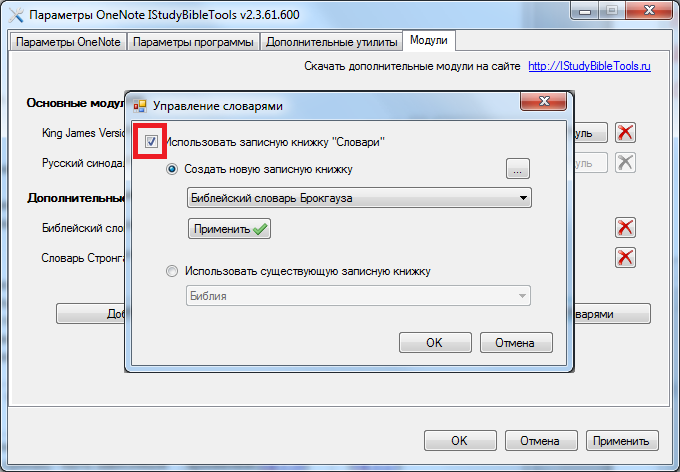 Параметры OneNote IStudyBibleTools v2.3.61.600
Параметры OneNote Параметры программы Дополнительные утилиты Модули
Скачать дополнительные модули на сайте http://IStudyBibleTools.ru
Основные модул
King James Versio
уль
Русский синода
уль
Дополнительные
Библейский сло
Словарь Стронга
Доб
оварями
Управление словарями
Использовать записную книжку "Словари"
Создать новую записную книжку ...
Библейский словарь Брокгауза
Применить
Использовать существующую записную книжку
Библия
OK Отмена
OK Отмена Применить